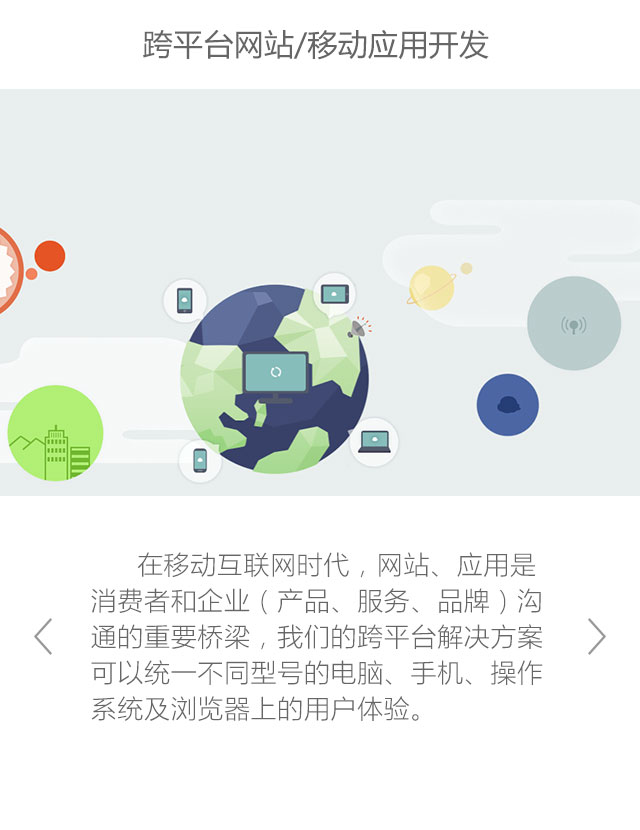 跨平台网站/移动应用开发
在移动互联网时代，网站、应用是
消费者和企业（产品、服务、品牌）沟
通的重要桥梁，我们的跨平台解决方案
可以统一不同型号的电脑、手机、操作
系统及浏览器上的用户体验。